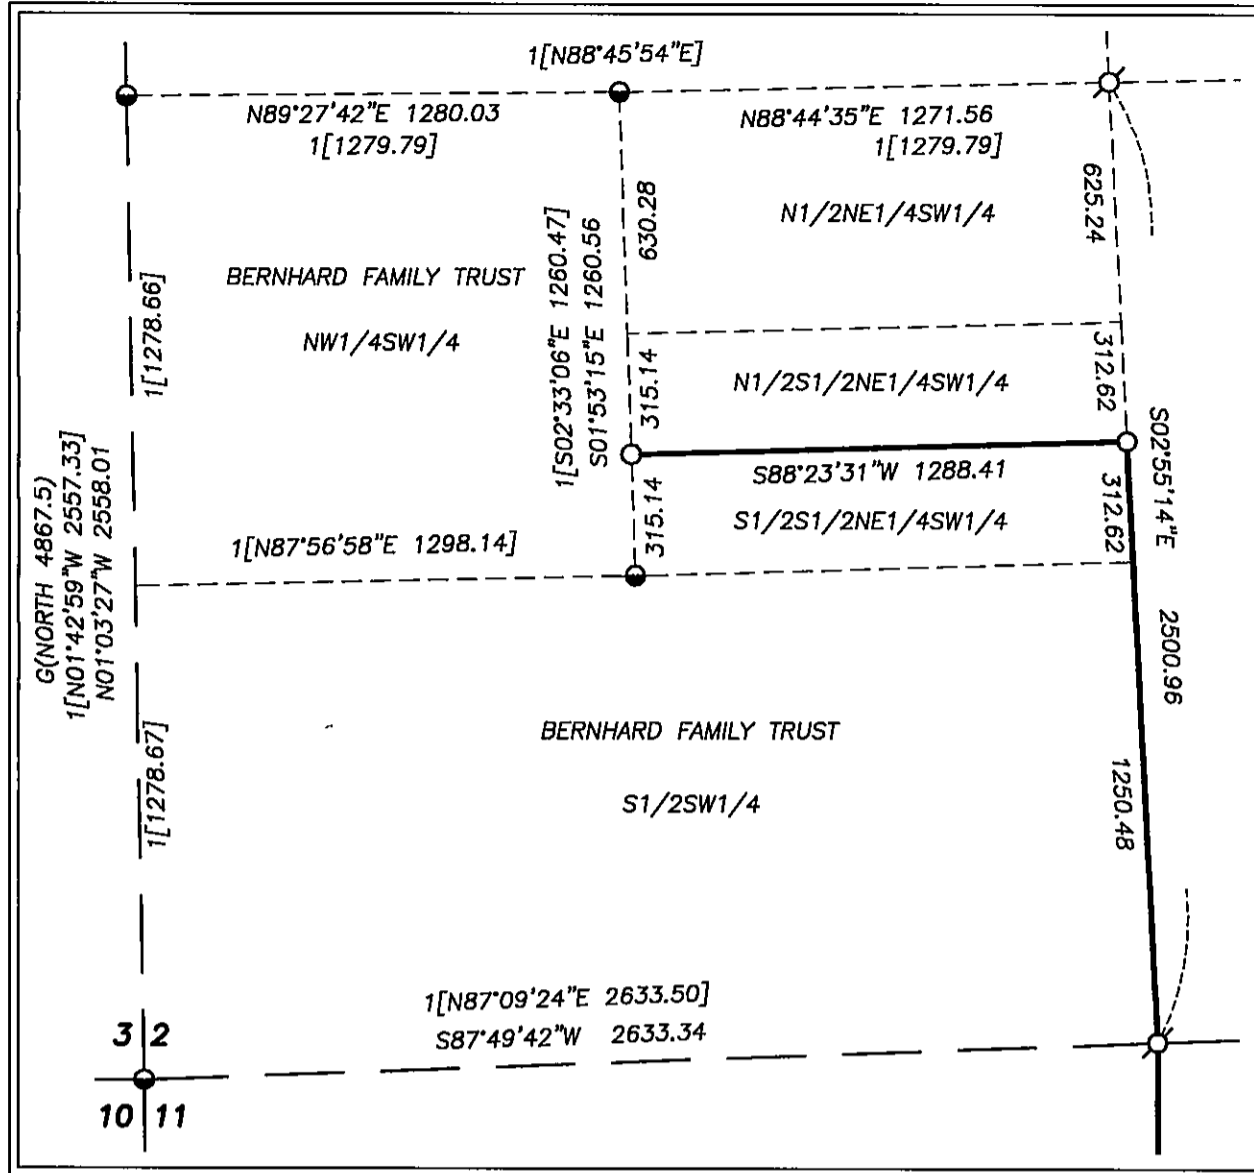 1[N88°45'54"E]
N89°27'42"E 1280.03
1[1279.79]
N88°44'35"E 1271.56
1[1279.79]
N1/2NE1/4SW1/4
625.24
630.28
1[S02°33'06"E 1260.47]
S01°53'15"E 1260.56
BERNHARD FAMILY TRUST
NW1/4SW1/4
1[1278.66]
N1/2S1/2NE1/4SW1/4
315.14
312.62
S02°55'14"E 2500.96
S88°23'31"W 1288.41
S1/2S1/2NE1/4SW1/4
315.14
312.62
G(NORTH 4867.5)
1[N01°42'59"W 2557.33]
N01°03'27"W 2558.01
1[N87°56'58"E 1298.14]
BERNHARD FAMILY TRUST
S1/2SW1/4
1[1278.67]
1250.48
1[N87°09'24"E 2633.50]
S87°49'42"W 2633.34
3 2
10 11